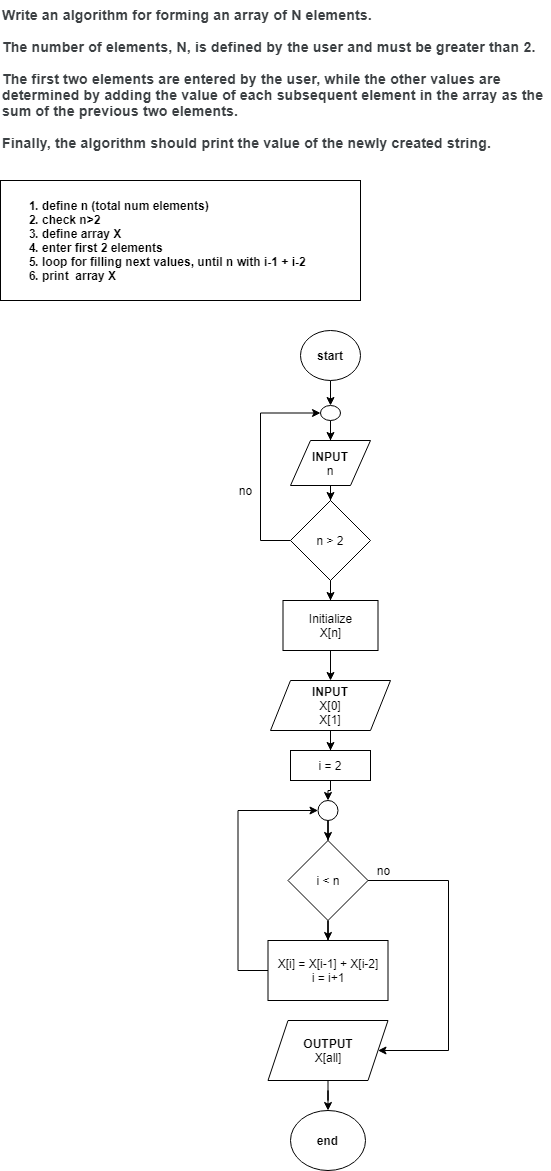 Write an algorithm for forming an array of N elements.
The number of elements, N, is defined by the user and must be greater than 2.
The first two elements are entered by the user, while the other values are
determined by adding the value of each subsequent element in the array as the
sum of the previous two elements.
Finally, the algorithm should print the value of the newly created string.
1. define n (total num elements)
2. check n>2
3. define array X
4. enter first 2 elements
5. loop for filling next values, until n with i-1 + i-2
6. print  array X
start
INPUT
n
no
n > 2
Initialize
X[n]
INPUT
X[0]
X[1]
i = 2
no
i < n
X[i] = X[i-1] + X[i-2]
i = i+1
OUTPUT
X[all]
end